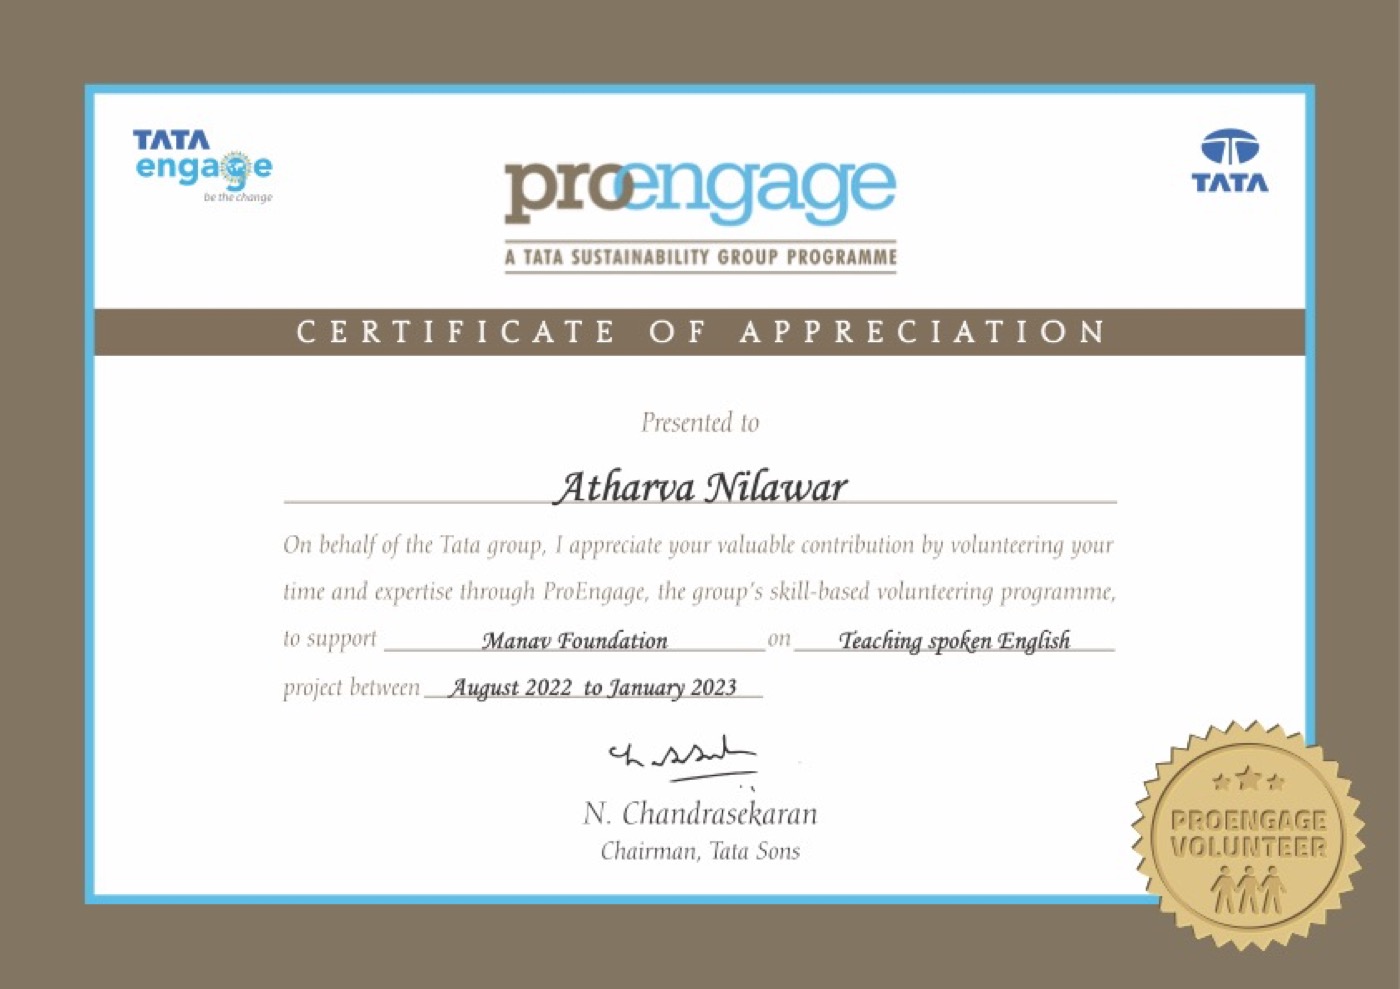 TATA
engage
be the change
TATA
proengage
A TATA SUSTAINABILITY GROUP PROGRAMME
CERTIFICATE OF APPRECIATION
Presented to
Atharva Nilawar
On behalf of the Tata group, I appreciate your valuable contribution by volunteering your
time and expertise through ProEngage, the group's skill-based volunteering programme,
to support Manav Foundation on Teaching spoken English
project between August 2022 to January 2023
N. Chandrasekaran
Chairman, Tata Sons
PROENGAGE
VOLUNTEER